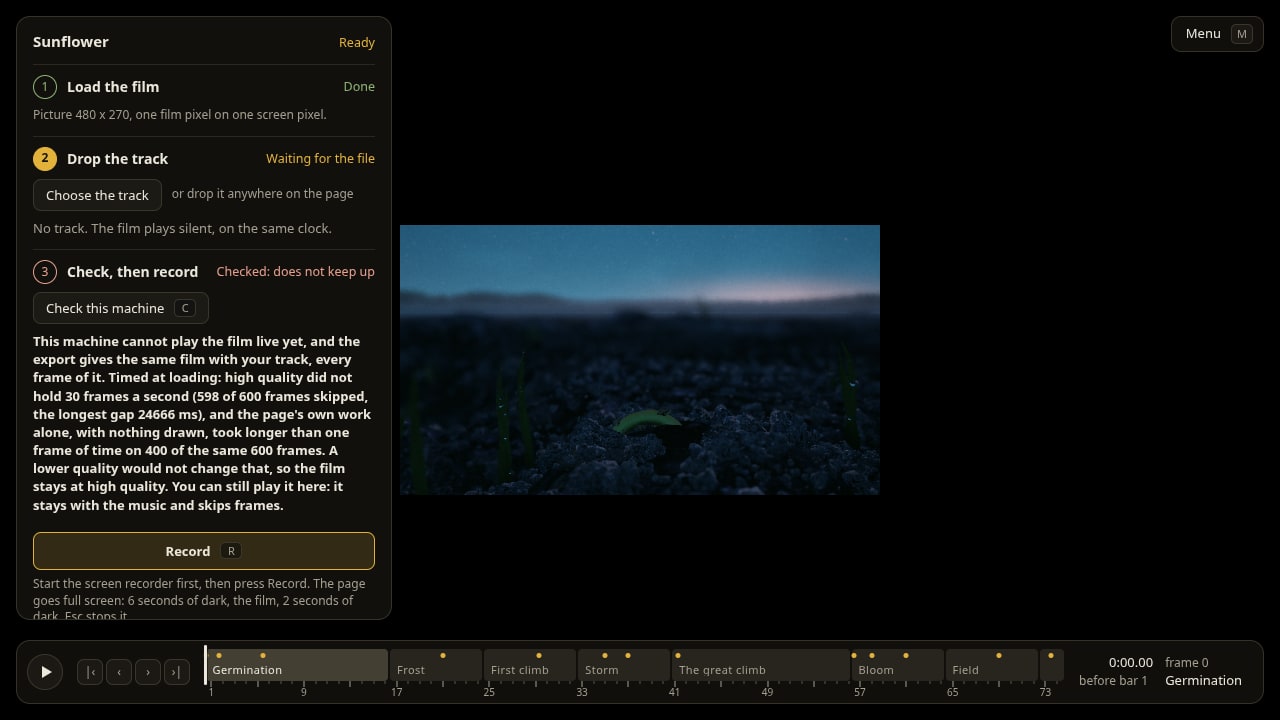 Sunflower
Ready
1 Load the film Done
Picture 480 x 270, one film pixel on one screen pixel.
2 Drop the track Waiting for the file
Choose the track or drop it anywhere on the page
No track. The film plays silent, on the same clock.
3 Check, then record Checked: does not keep up
Check this machine C
This machine cannot play the film live yet, and the
export gives the same film with your track, every
frame of it. Timed at loading: high quality did not
hold 30 frames a second (598 of 600 frames skipped,
the longest gap 24666 ms), and the page's own work
alone, with nothing drawn, took longer than one
frame of time on 400 of the same 600 frames. A
lower quality would not change that, so the film
stays at high quality. You can still play it here: it
stays with the music and skips frames.
Record R
Start the screen recorder first, then press Record. The page
goes full screen: 6 seconds of dark, the film, 2 seconds of
dark. Esc stops it
Menu M
Germination Frost First climb Storm The great climb Bloom Field
1 9 17 25 33 41 49 57 65 73
0:00.00 frame 0
before bar 1 Germination